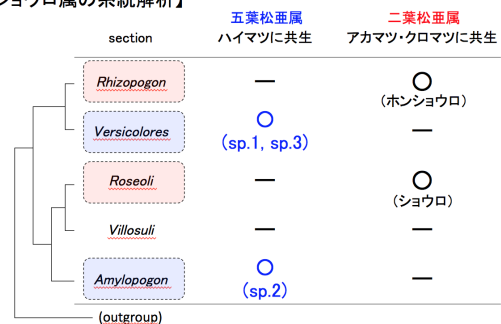 ショウロ属の系統解析】
五葉松亜属 二葉松亜属
section ハイマツに共生 アカマツ・クロマツに共生
Rhizopogon ― ○
(ホンショウロ)
Versicolores ○ ―
(sp.1, sp.3)
Roseoli ― ○
(ショウロ)
Villosuli ― ―
Amylopogon ○ ―
(sp.2)
(outgroup)